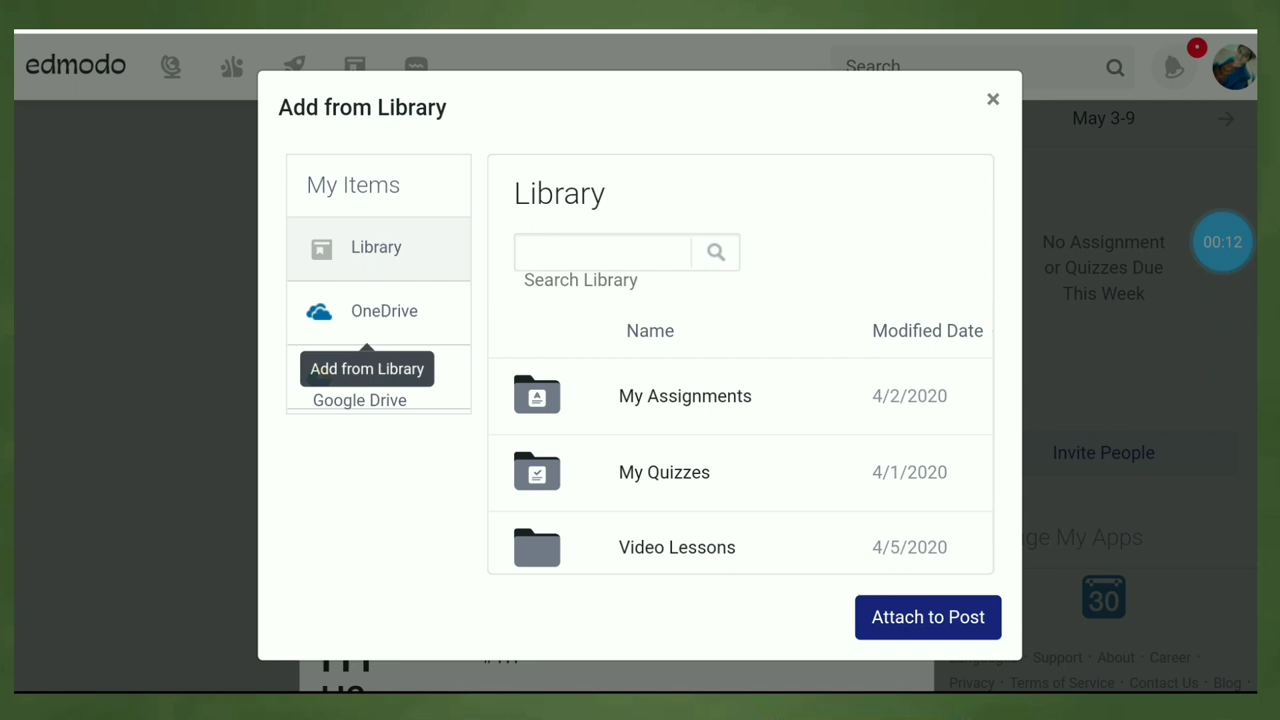 edmodo
Search
Add from Library
May 3-9
My Items
Library
Library
OneDrive
Add from Library
Google Drive
Search Library
Name
Modified Date
My Assignments
4/2/2020
My Quizzes
4/1/2020
Video Lessons
4/5/2020
Attach to Post
No Assignment
or Quizzes Due
This Week
00:12
Invite People
My Apps
30
Support · About · Career ·
Privacy · Terms of Service · Contact Us · Blog ·